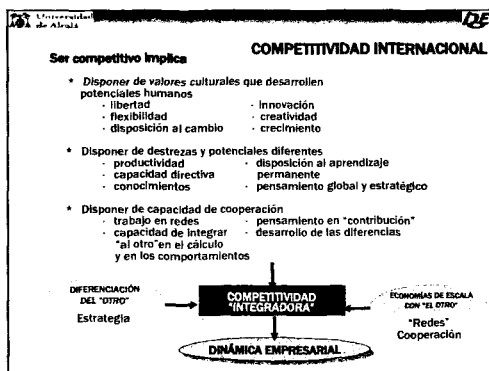 Universidad
de Alcalá
COMPETITIVIDAD INTERNACIONAL
Ser competitivo implica
* Disponer de valores culturales que desarrollen
potenciales humanos
· libertad · innovación
· flexibilidad · creatividad
· disposición al cambio · crecimiento
* Disponer de destrezas y potenciales diferentes
· productividad · disposición al aprendizaje
· capacidad directiva permanente
· conocimientos · pensamiento global y estratégico
* Disponer de capacidad de cooperación
· trabajo en redes · pensamiento en "contribución"
· capacidad de integrar · desarrollo de las diferencias
"al otro" en el cálculo
y en los comportamientos
DIFERENCIACIÓN
DEL "OTRO"
Estrategia
COMPETITIVIDAD
"INTEGRADORA"
ECONOMÍAS DE ESCALA
CON "EL OTRO"
"Redes"
Cooperación
DINÁMICA EMPRESARIAL